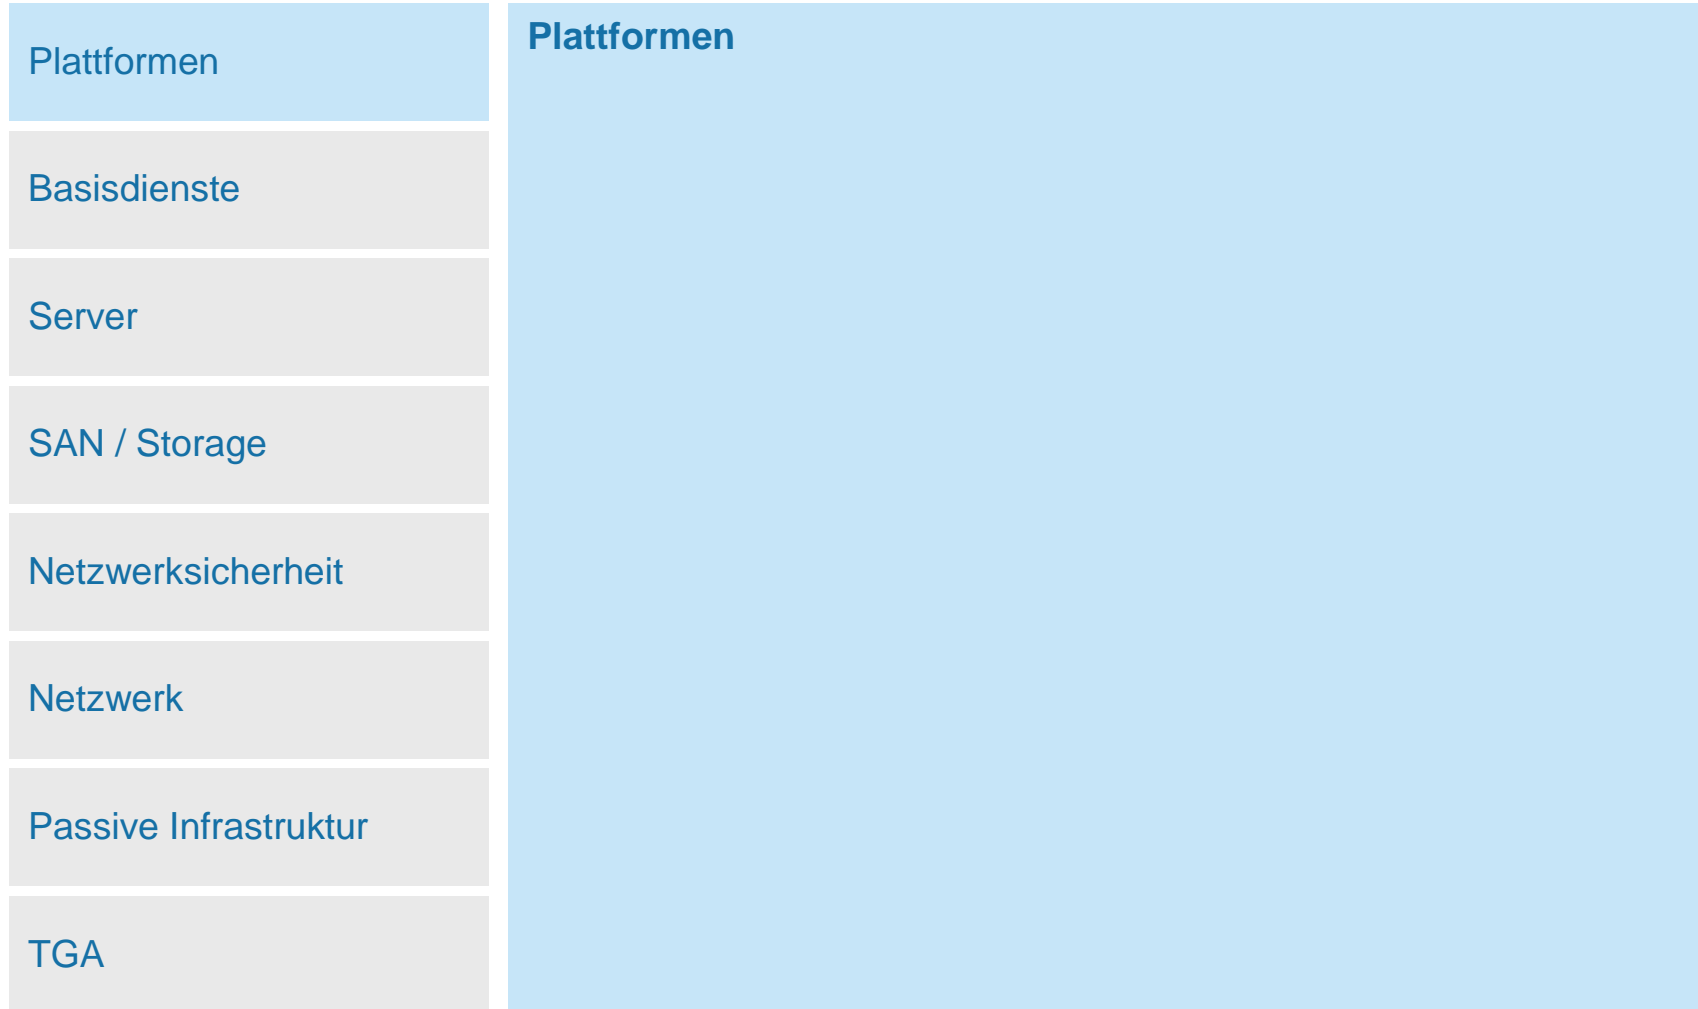 Plattformen
Basisdienste
Server
SAN / Storage
Netzwerksicherheit
Netzwerk
Passive Infrastruktur
TGA
Plattformen